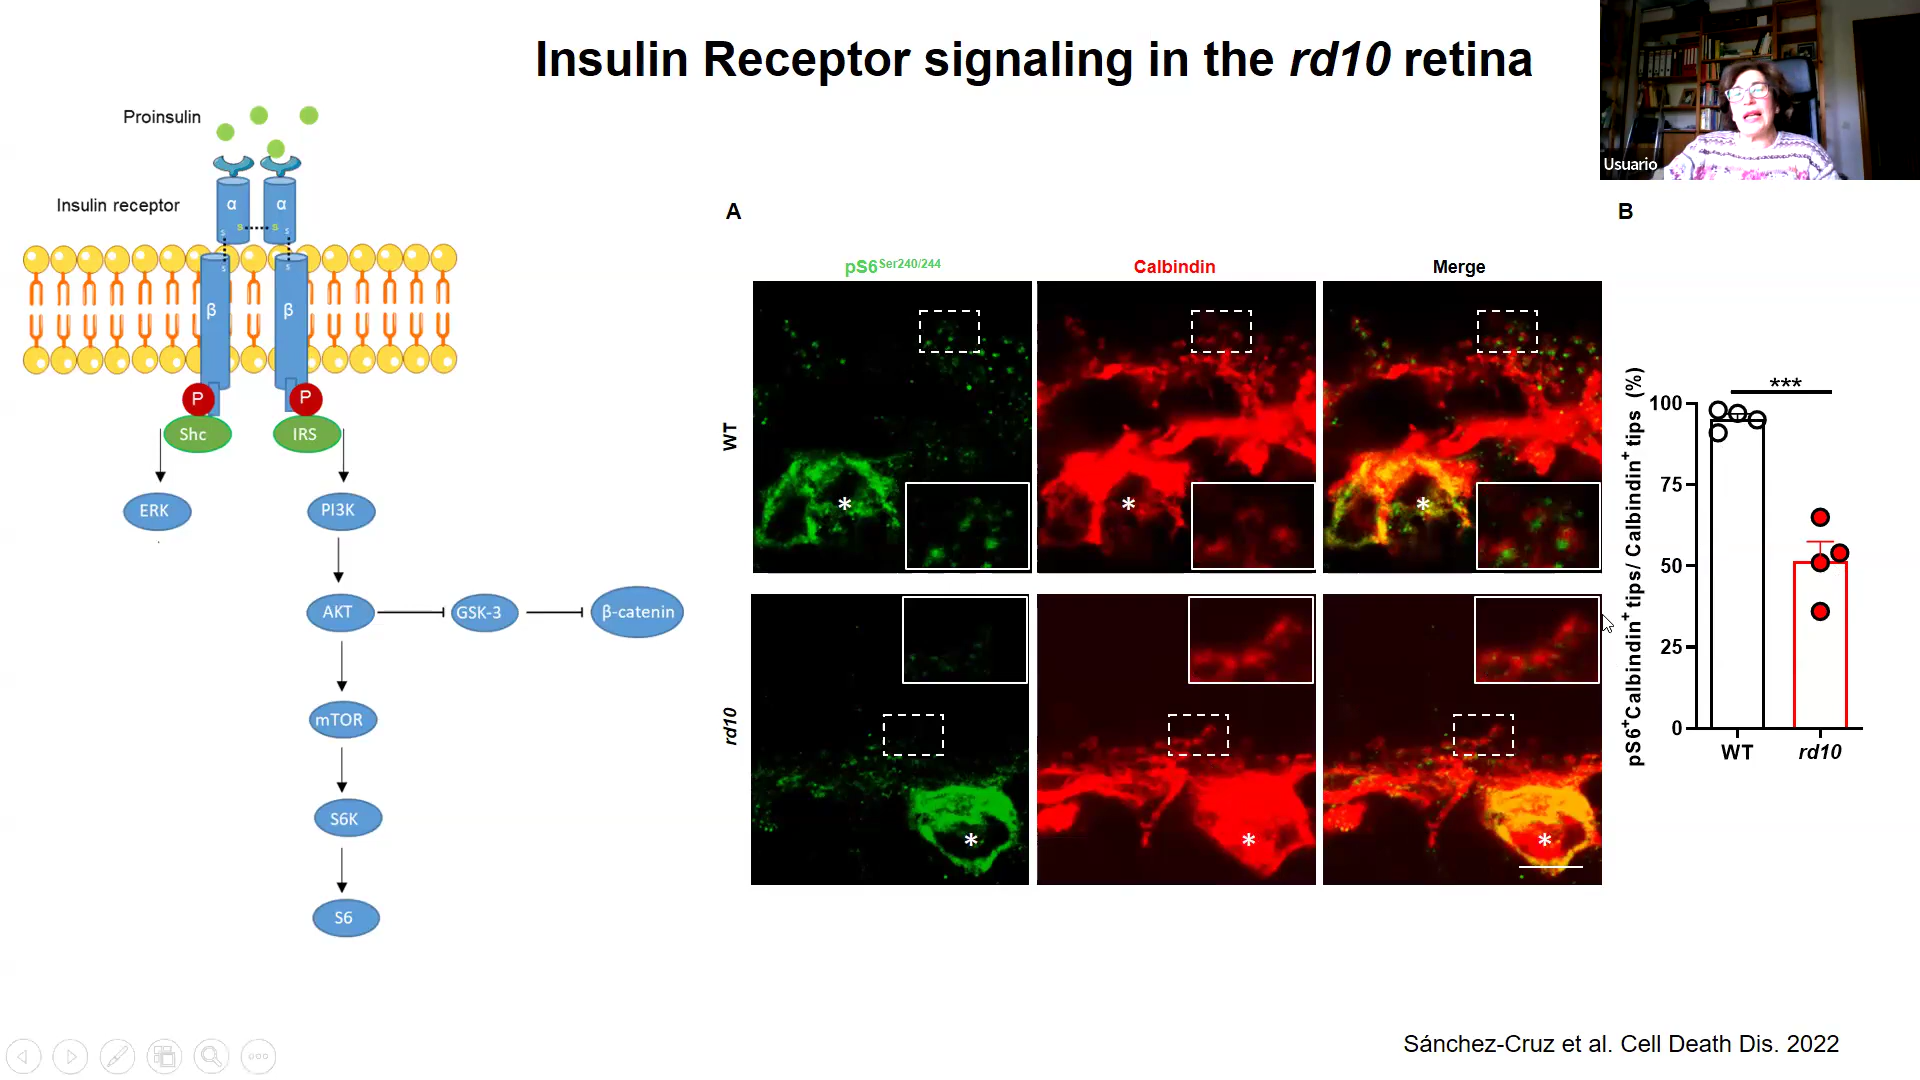 Insulin Receptor signaling in the rd10 retina
Usuario
Proinsulin
Insulin receptor
α α
S S S S
S S
β β
P P
Shc IRS
ERK PI3K
AKT GSK-3 β-catenin
mTOR
S6K
S6
A
pS6Ser240/244 Calbindin Merge
WT
* * *
rd10
* * *
B
pS6+Calbindin+ tips/ Calbindin+ tips (%)
***
100
75
50
25
0
WT rd10
Sánchez-Cruz et al. Cell Death Dis. 2022